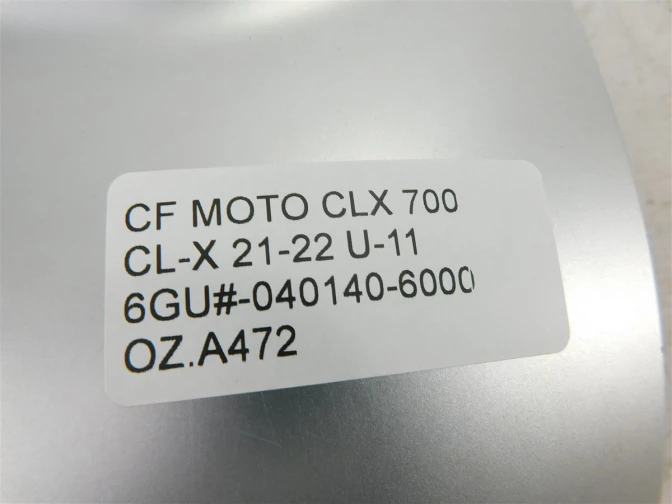 CF MOTO CLX 700
CL-X 21-22 U-11
6GU#-040140-6000
OZ.A472